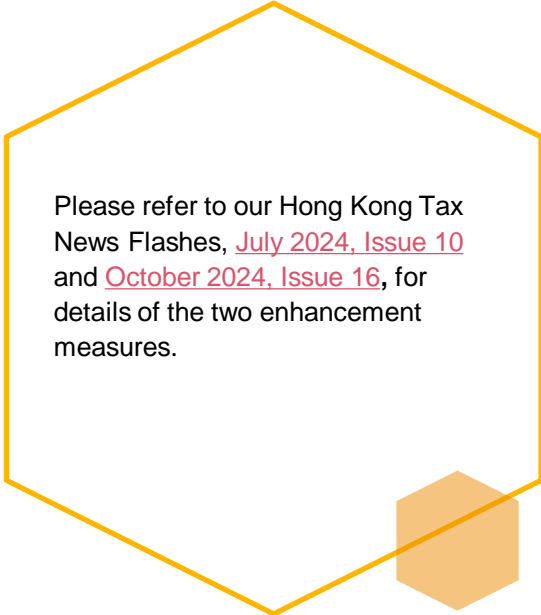 Please refer to our Hong Kong Tax
News Flashes, July 2024, Issue 10
and October 2024, Issue 16, for
details of the two enhancement
measures.